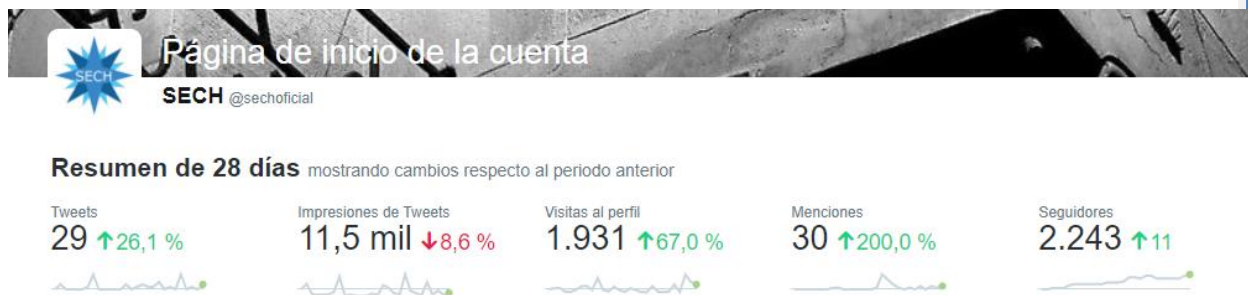 Página de inicio de la cuenta
SECH
SECH @sechoficial
Resumen de 28 días mostrando cambios respecto al periodo anterior
Tweets Impresiones de Tweets Visitas al perfil Menciones Seguidores
29 ↑26,1 % 11,5 mil ↓8,6 % 1.931 ↑67,0 % 30 ↑200,0 % 2.243 ↑11